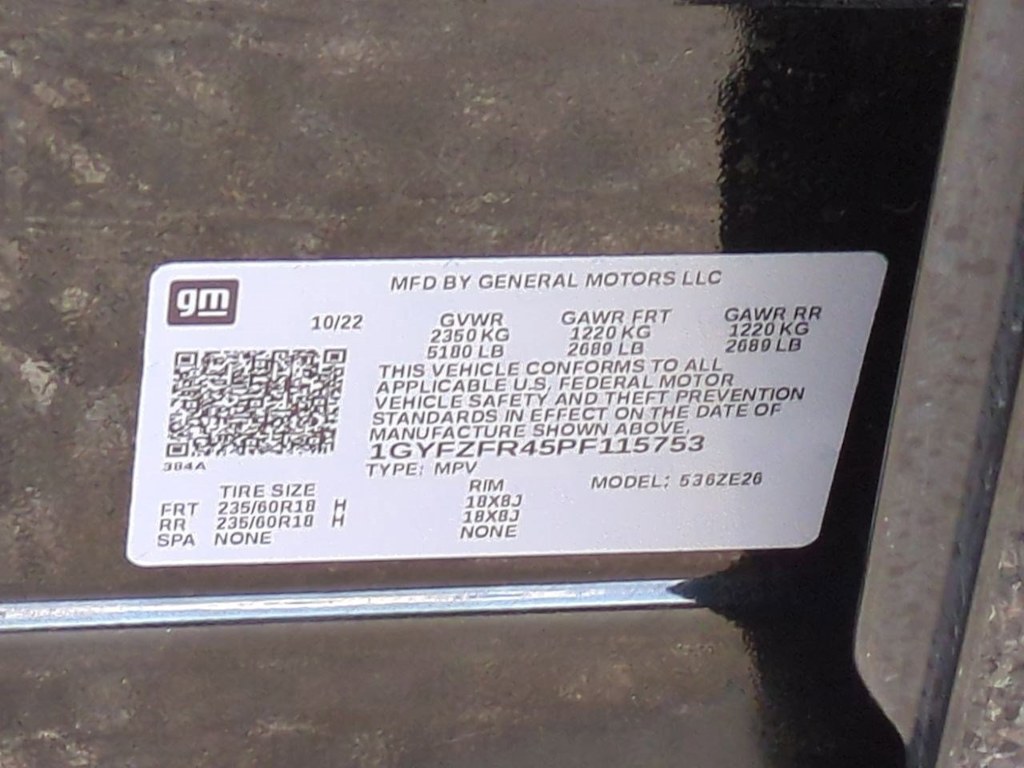 gm
MFD BY GENERAL MOTORS LLC
10/22 GVWR GAWR FRT GAWR RR
2350 KG 1220 KG 1220 KG
5180 LB 2689 LB 2689 LB
THIS VEHICLE CONFORMS TO ALL
APPLICABLE U.S. FEDERAL MOTOR
VEHICLE SAFETY AND THEFT PREVENTION
STANDARDS IN EFFECT ON THE DATE OF
MANUFACTURE SHOWN ABOVE.
1GYFZFR45PF115753
384A
TYPE: MPV
TIRE SIZE RIM MODEL: 536ZE26
FRT 235/60R18 H 18X8J
RR 235/60R18 H 18X8J
SPA NONE NONE